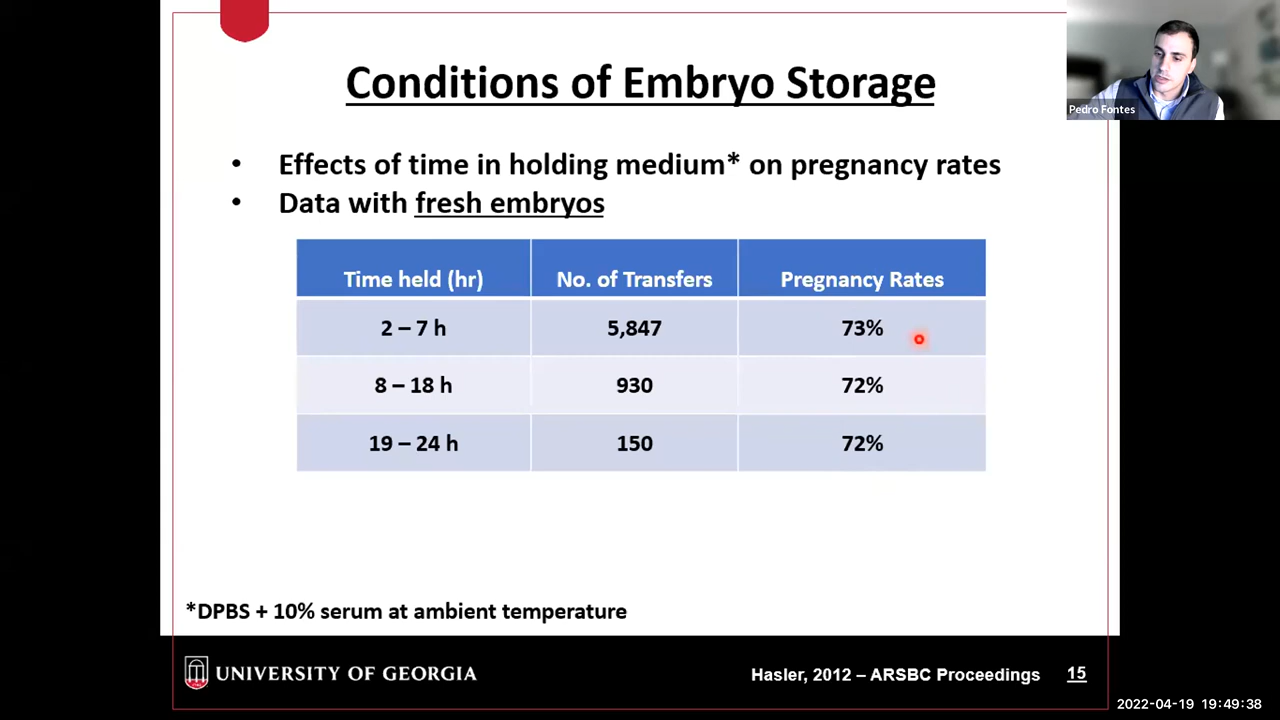 Conditions of Embryo Storage
Pedro Fontes
• Effects of time in holding medium* on pregnancy rates
• Data with fresh embryos
Time held (hr) No. of Transfers Pregnancy Rates
2 – 7 h 5,847 73%
8 – 18 h 930 72%
19 – 24 h 150 72%
*DPBS + 10% serum at ambient temperature
UNIVERSITY OF GEORGIA
Hasler, 2012 – ARSBC Proceedings 15
2022-04-19 19:49:38